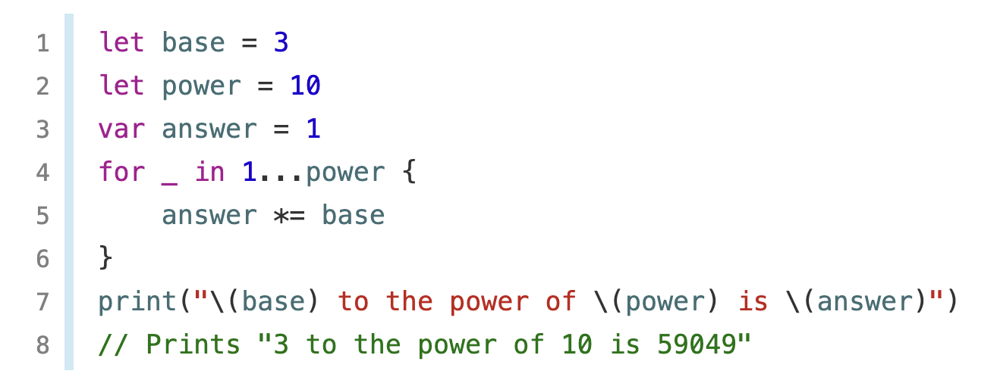 1 let base = 3
2 let power = 10
3 var answer = 1
4 for _ in 1...power {
5     answer *= base
6 }
7 print("\(base) to the power of \(power) is \(answer)")
8 // Prints "3 to the power of 10 is 59049"